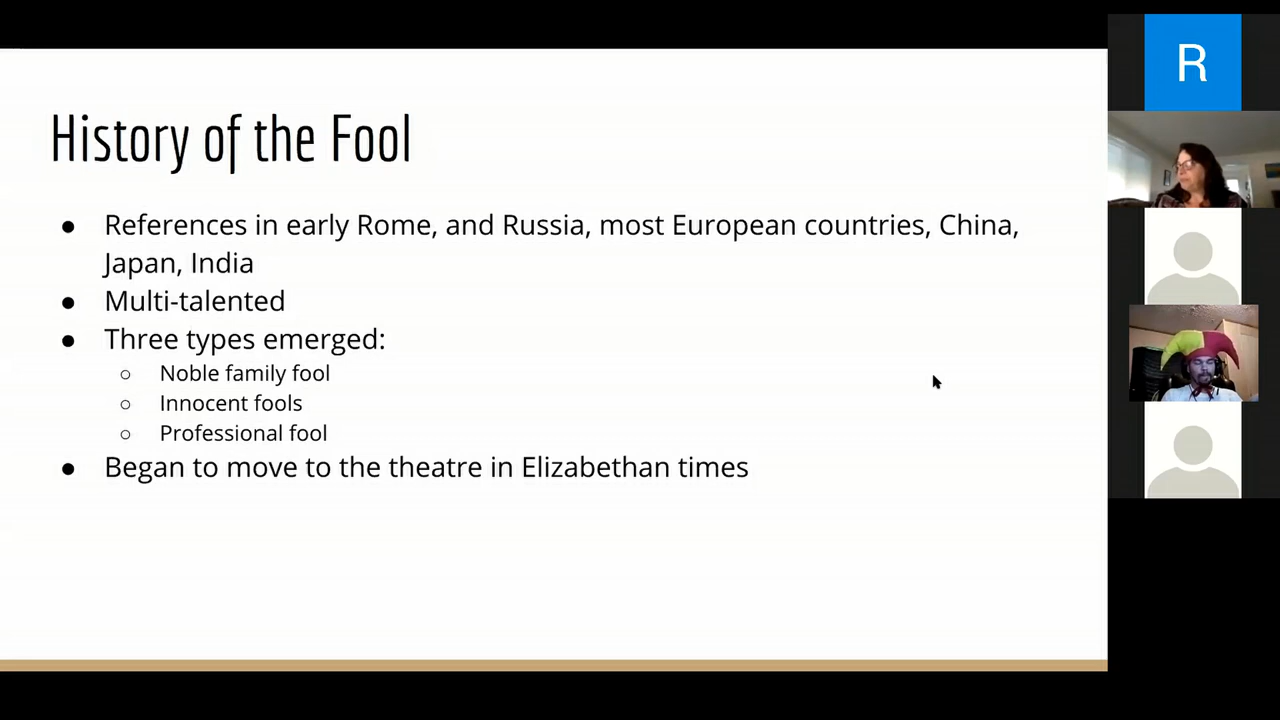 History of the Fool
● References in early Rome, and Russia, most European countries, China,
Japan, India
● Multi-talented
● Three types emerged:
○ Noble family fool
○ Innocent fools
○ Professional fool
● Began to move to the theatre in Elizabethan times
R